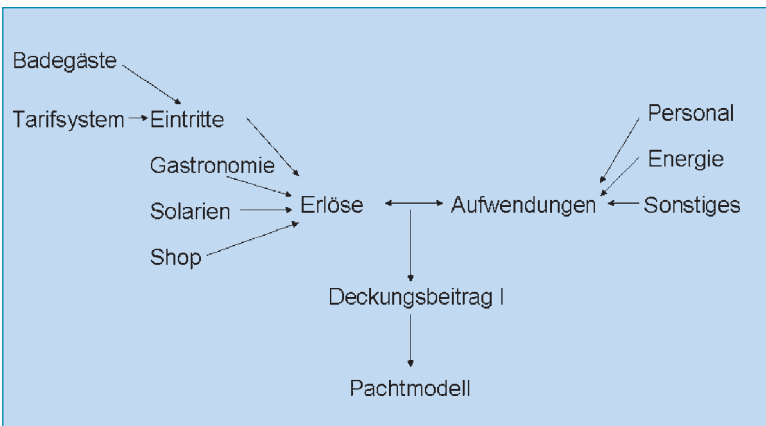 Badegäste
Tarifsystem Eintritte
Personal
Gastronomie
Energie
Solarien
Erlöse
Aufwendungen
Sonstiges
Shop
Deckungsbeitrag I
Pachtmodell